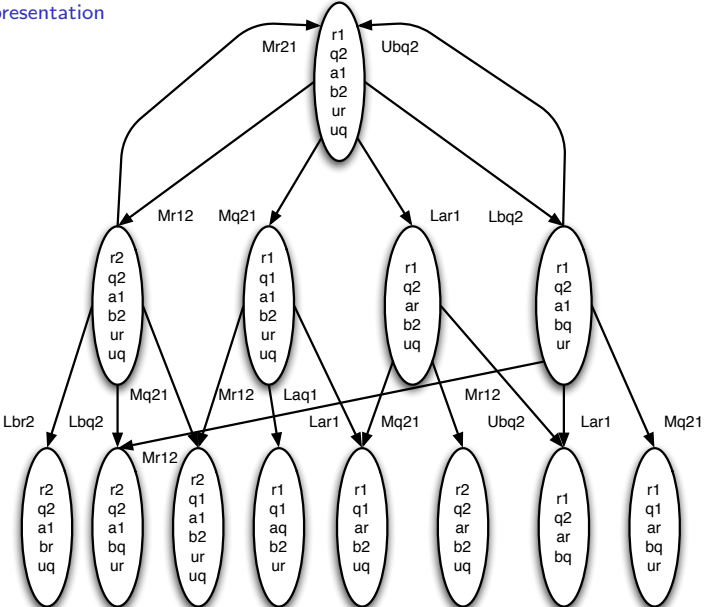 presentation
r1
q2
a1
b2
ur
uq
Mr21
Ubq2
Mr12
Mq21
Lar1
Lbq2
r2
q2
a1
b2
ur
uq
r1
q1
a1
b2
ur
uq
r1
q2
ar
b2
uq
r1
q2
a1
bq
ur
Lbr2
Lbq2
Mq21
Mr12
Laq1
Lar1
Mq21
Mr12
Ubq2
Lar1
Mq21
Mr12
r2
q2
a1
br
uq
r2
q2
a1
bq
ur
r2
q1
a1
b2
ur
uq
r1
q1
aq
b2
ur
r1
q1
ar
b2
uq
r2
q2
ar
b2
uq
r1
q2
ar
bq
r1
q1
ar
bq
ur